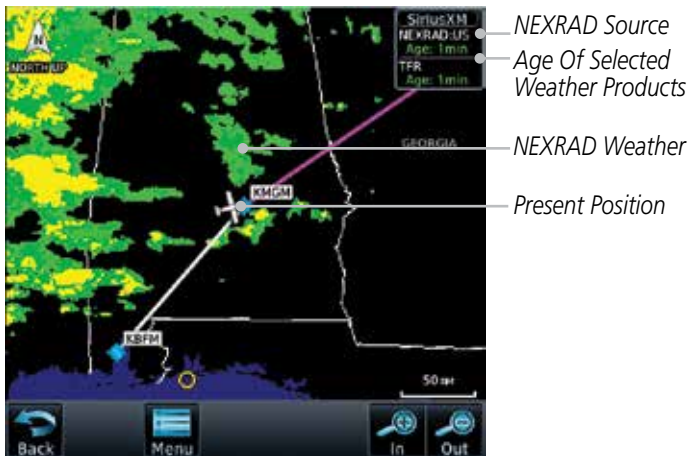 SiriusXM
NEXRAD:US
Age: 1min
TFR
Age: 1min
N
NORTH UP
GEORGIA
KMGM
KBFM
50 NM
Back
Menu
In
Out
NEXRAD Source
Age Of Selected
Weather Products
NEXRAD Weather
Present Position